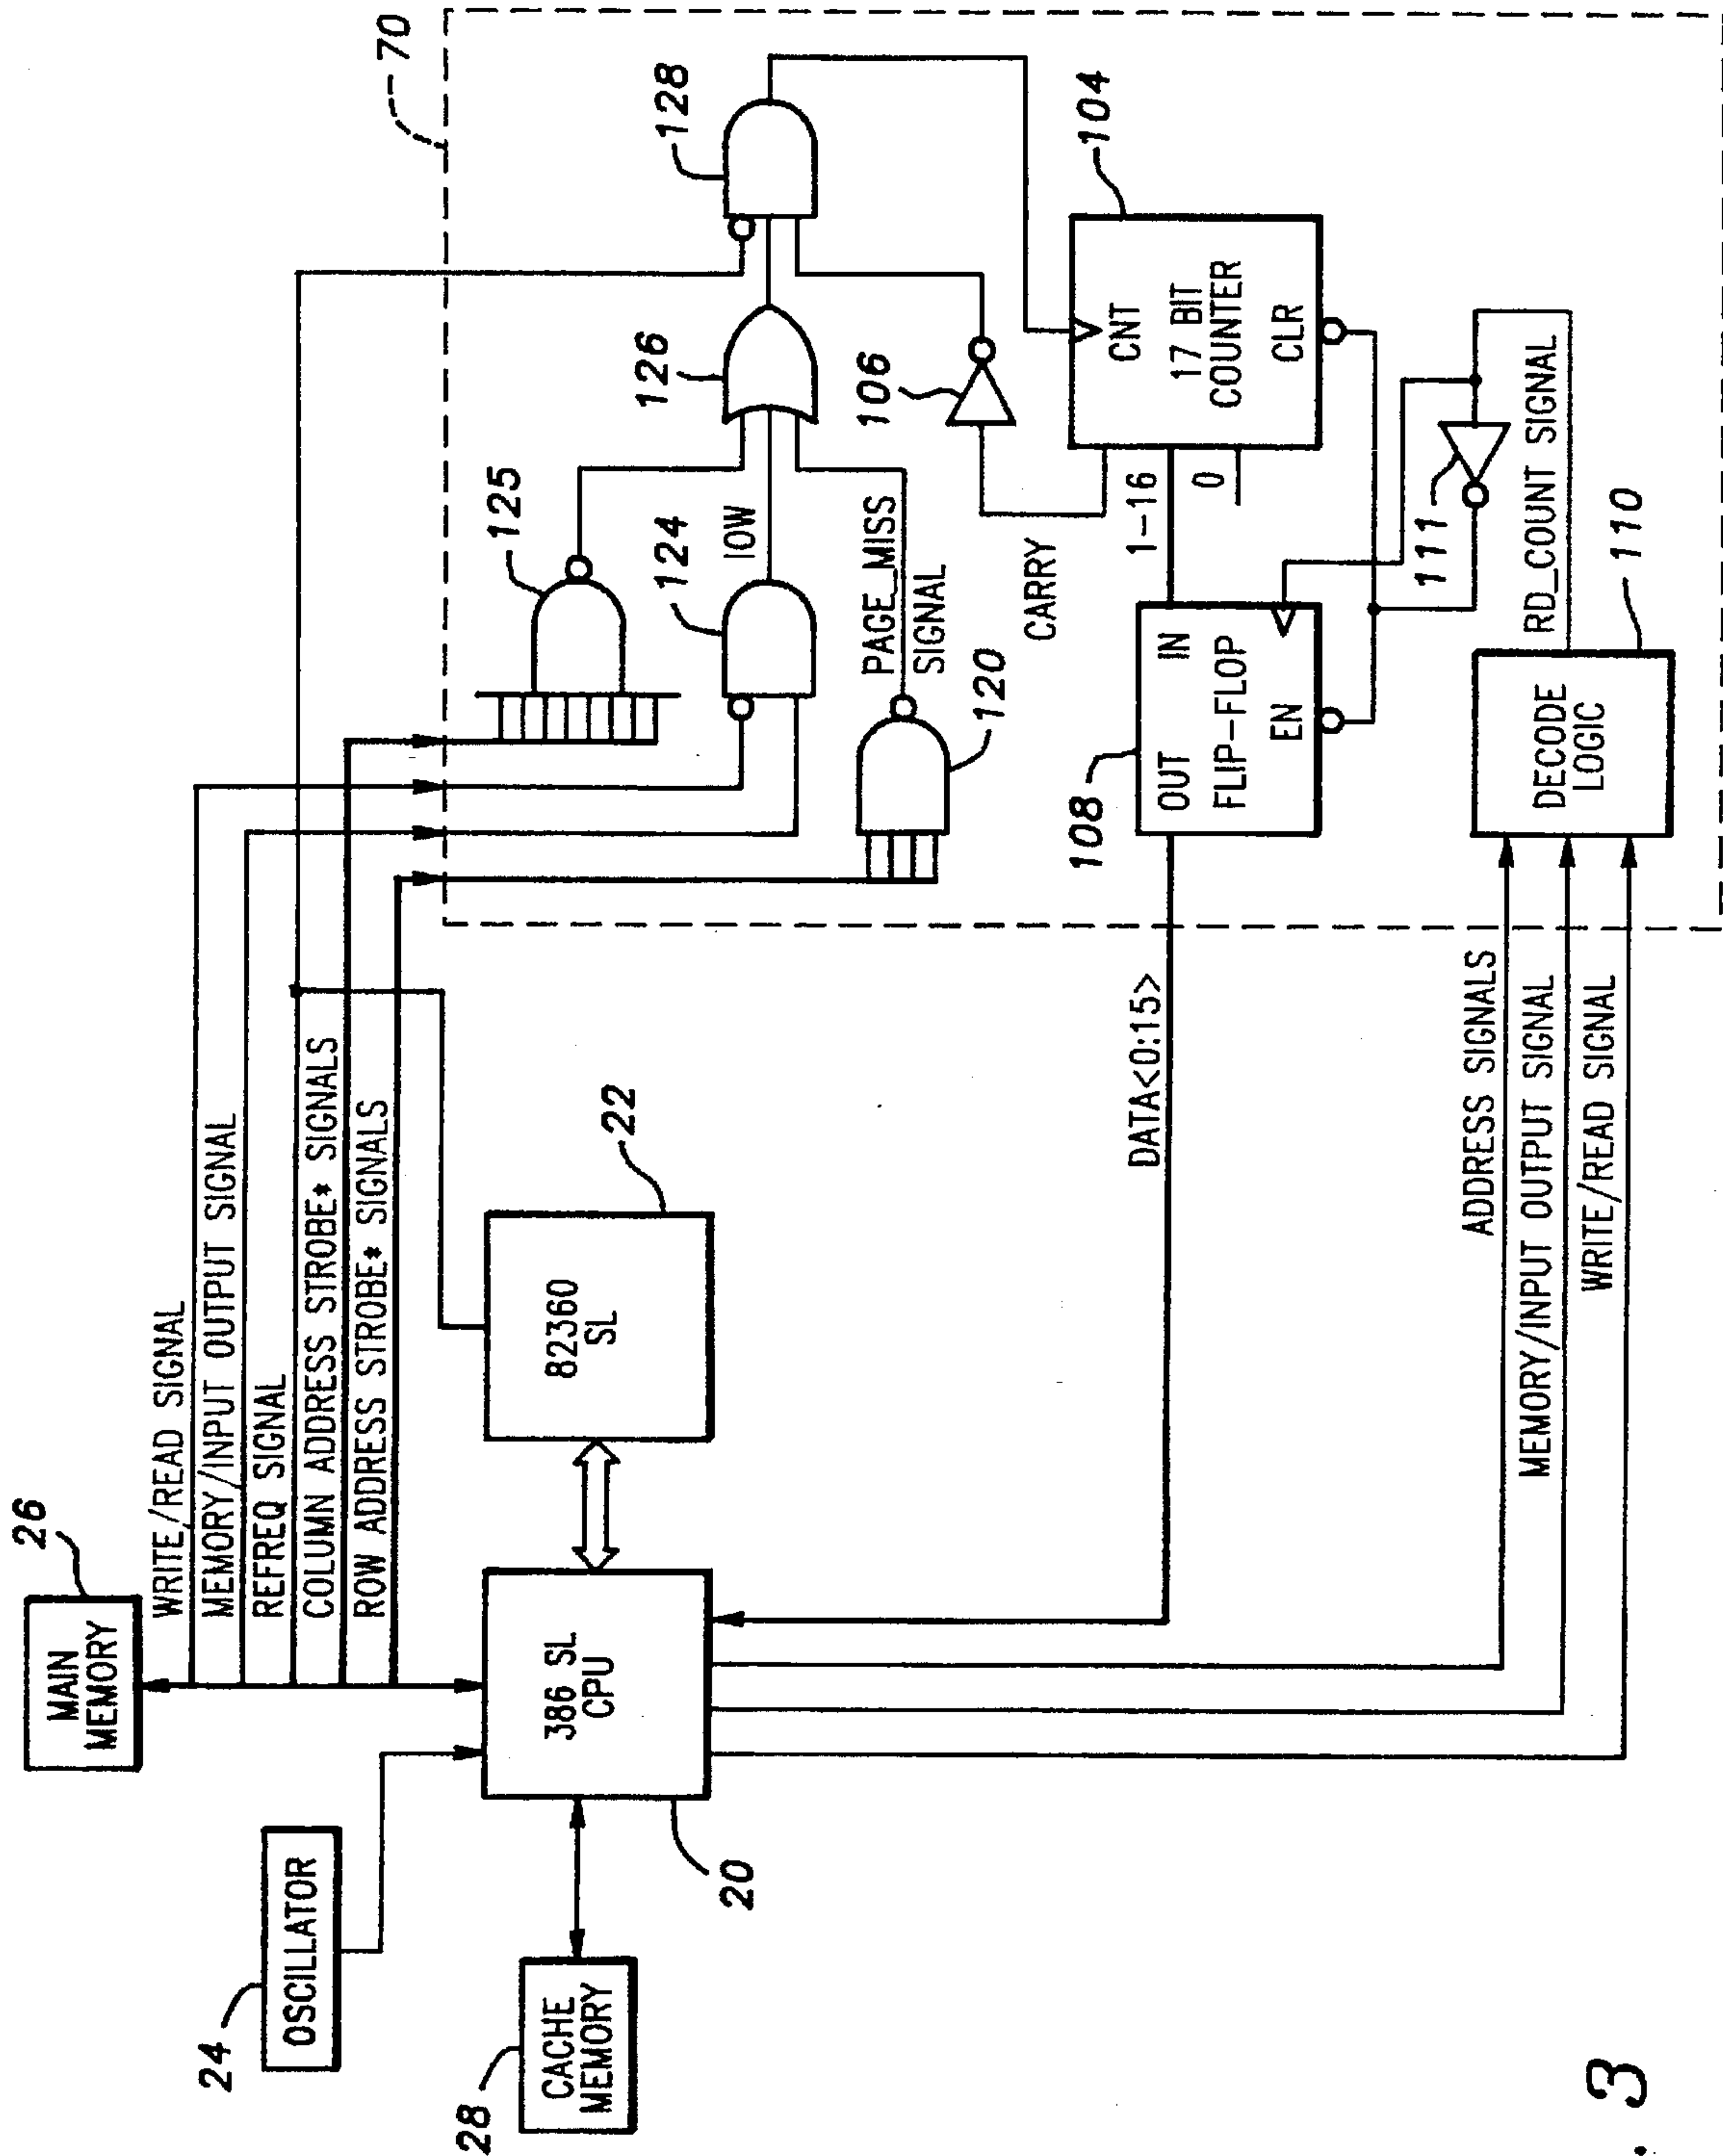 26
MAIN
MEMORY
24
OSCILLATOR
28
CACHE
MEMORY
386 SL
CPU
20
82360
SL
22
WRITE/READ SIGNAL
MEMORY/INPUT OUTPUT SIGNAL
REFREQ SIGNAL
COLUMN ADDRESS STROBE* SIGNALS
ROW ADDRESS STROBE* SIGNALS
70
125
124
IOW
126
128
PAGE_MISS
SIGNAL
120
106
CARRY
104
CNT
17 BIT
COUNTER
CLR
1-16
0
108
OUT IN
FLIP-FLOP
EN
DATA<0:15>
111
RD_COUNT SIGNAL
110
DECODE
LOGIC
ADDRESS SIGNALS
MEMORY/INPUT OUTPUT SIGNAL
WRITE/READ SIGNAL
. 3